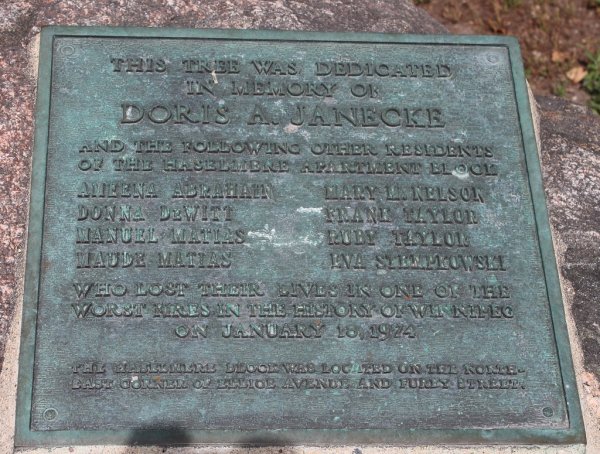 THIS TREE WAS DEDICATED
IN MEMORY OF
DORIS A. JANECKE
AND THE FOLLOWING OTHER RESIDENTS
OF THE HASELMERE APARTMENT BLOCK
AMEENA ABRAHAIM MARY M. NELSON
DONNA DeWITT FRANK TAYLOR
MANUEL MATIAS RUBY TAYLOR
MAUDE MATIAS EVA STEMPKOWSKI
WHO LOST THEIR LIVES IN ONE OF THE
WORST FIRES IN THE HISTORY OF WINNIPEG
ON JANUARY 10, 1974
THE HASELMERE BLOCK WAS LOCATED ON THE NORTH-
EAST CORNER OF ELLICE AVENUE AND FURBY STREET.